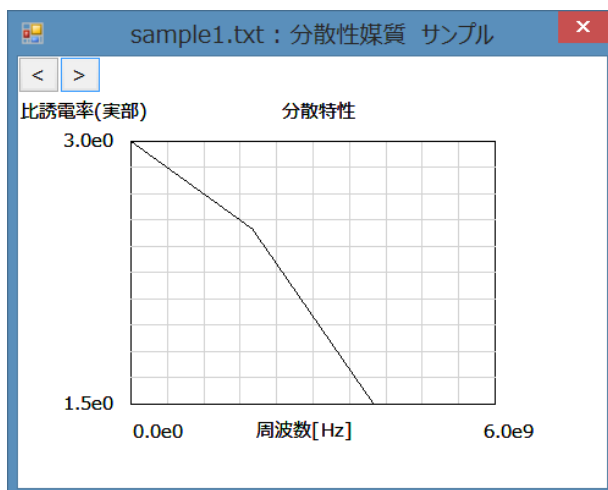 sample1.txt : 分散性媒質 サンプル
×
< >
比誘電率(実部) 分散特性
3.0e0
1.5e0
0.0e0 周波数[Hz] 6.0e9